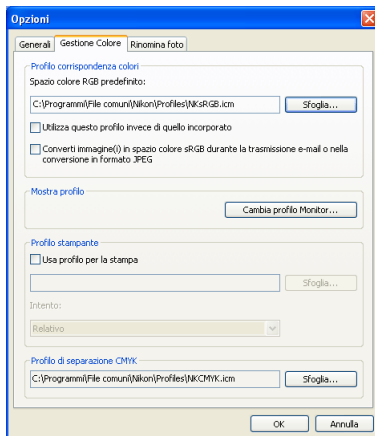 Opzioni
Generali
Gestione Colore
Rinomina foto
Profilo corrispondenza colori
Spazio colore RGB predefinito:
C:\Programmi\File comuni\Nikon\Profiles\NKsRGB.icm
Sfoglia...
Utilizza questo profilo invece di quello incorporato
Converti immagine(i) in spazio colore sRGB durante la trasmissione e-mail o nella
conversione in formato JPEG
Mostra profilo
Cambia profilo Monitor...
Profilo stampante
Usa profilo per la stampa
Sfoglia...
Intento:
Relativo
Profilo di separazione CMYK
C:\Programmi\File comuni\Nikon\Profiles\NKCMYK.icm
Sfoglia...
OK
Annulla